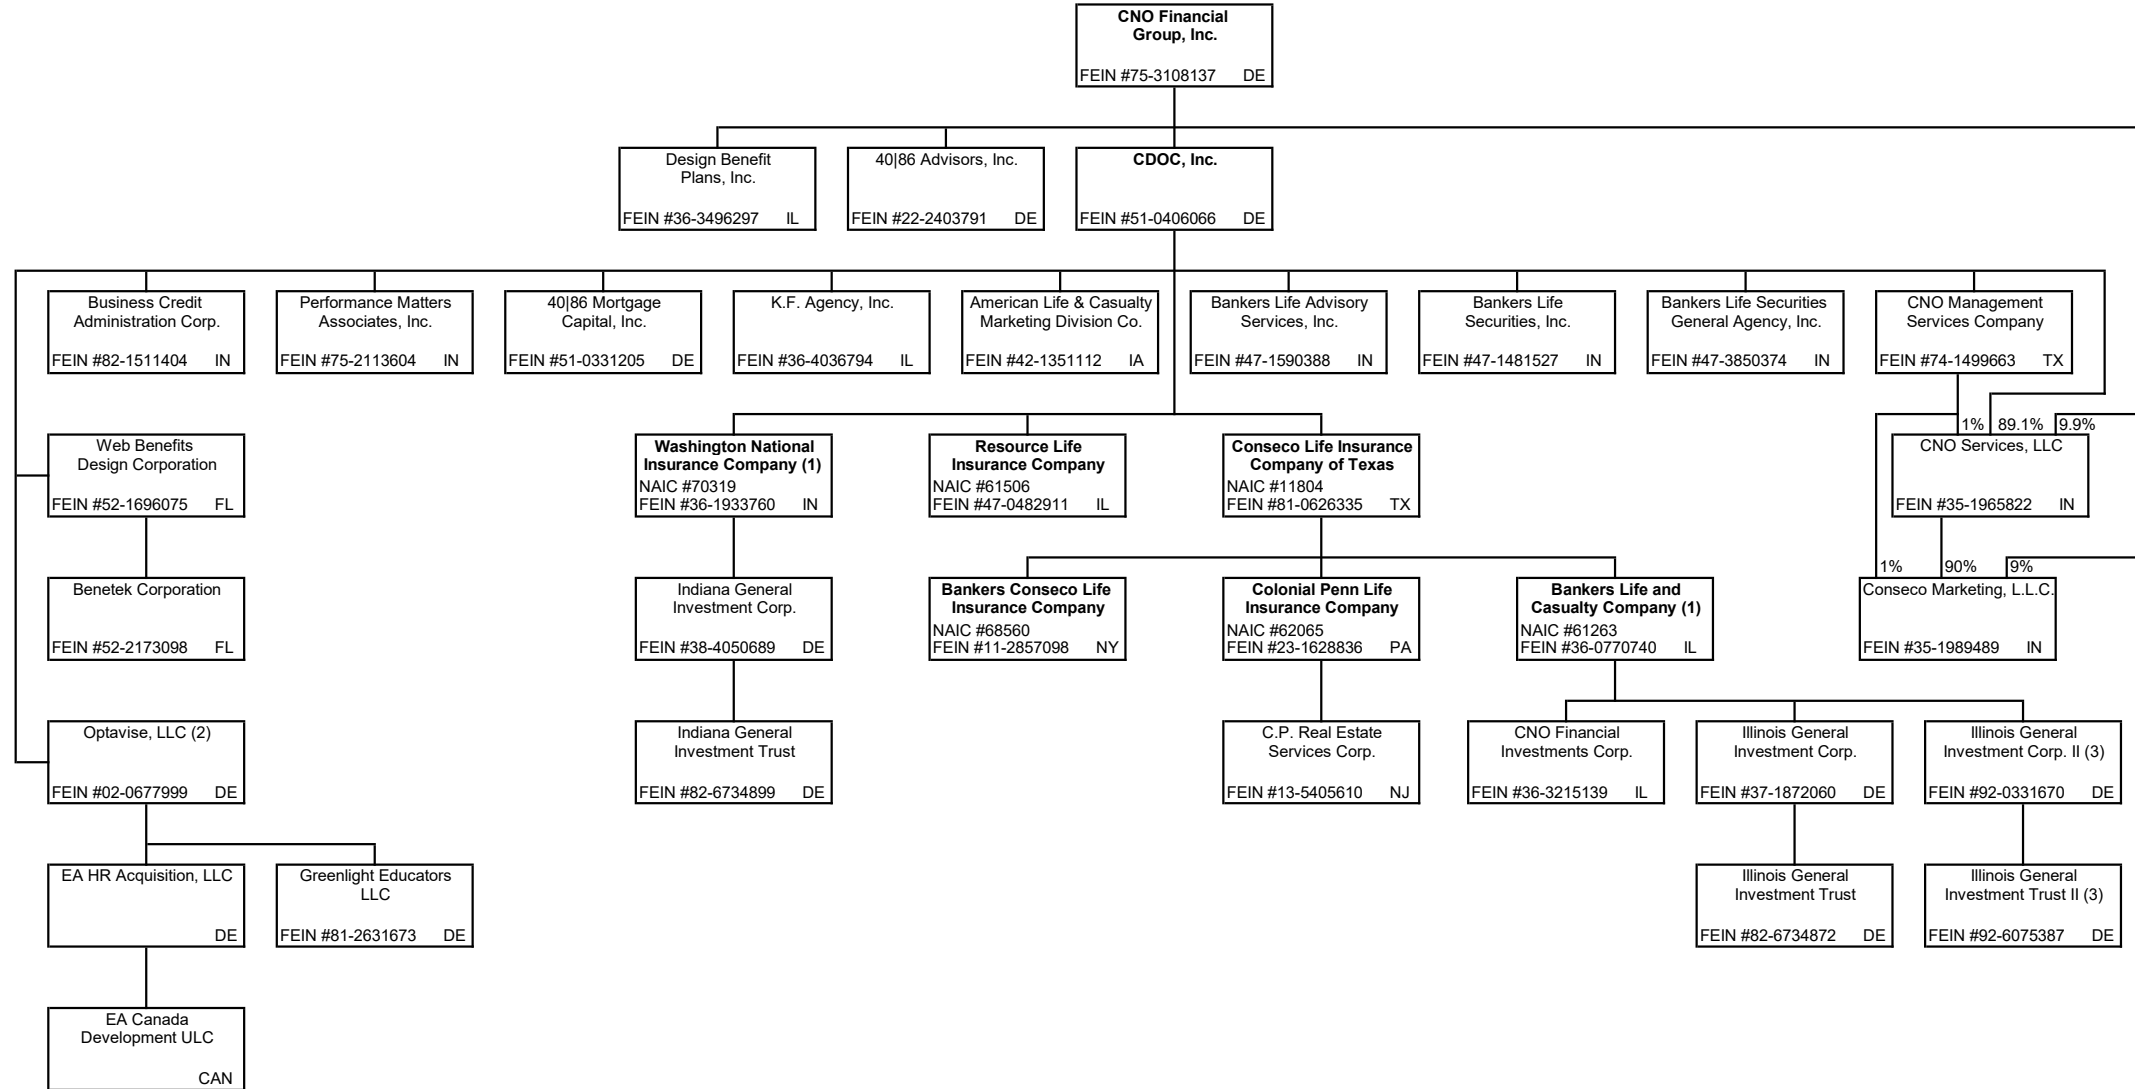 CNO Financial
Group, Inc.
FEIN #75-3108137 DE
Design Benefit
Plans, Inc.
FEIN #36-3496297 IL
40|86 Advisors, Inc.
FEIN #22-2403791 DE
CDOC, Inc.
FEIN #51-0406066 DE
Business Credit
Administration Corp.
FEIN #82-1511404 IN
Performance Matters
Associates, Inc.
FEIN #75-2113604 IN
40|86 Mortgage
Capital, Inc.
FEIN #51-0331205 DE
K.F. Agency, Inc.
FEIN #36-4036794 IL
American Life & Casualty
Marketing Division Co.
FEIN #42-1351112 IA
Bankers Life Advisory
Services, Inc.
FEIN #47-1590388 IN
Bankers Life
Securities, Inc.
FEIN #47-1481527 IN
Bankers Life Securities
General Agency, Inc.
FEIN #47-3850374 IN
CNO Management
Services Company
FEIN #74-1499663 TX
Web Benefits
Design Corporation
FEIN #52-1696075 FL
Washington National
Insurance Company (1)
NAIC #70319
FEIN #36-1933760 IN
Resource Life
Insurance Company
NAIC #61506
FEIN #47-0482911 IL
Conseco Life Insurance
Company of Texas
NAIC #11804
FEIN #81-0626335 TX
1% 89.1% 9.9%
CNO Services, LLC
FEIN #35-1965822 IN
Benetek Corporation
FEIN #52-2173098 FL
Indiana General
Investment Corp.
FEIN #38-4050689 DE
Bankers Conseco Life
Insurance Company
NAIC #68560
FEIN #11-2857098 NY
Colonial Penn Life
Insurance Company
NAIC #62065
FEIN #23-1628836 PA
Bankers Life and
Casualty Company (1)
NAIC #61263
FEIN #36-0770740 IL
1% 90% 9%
Conseco Marketing, L.L.C.
FEIN #35-1989489 IN
Optavise, LLC (2)
FEIN #02-0677999 DE
Indiana General
Investment Trust
FEIN #82-6734899 DE
C.P. Real Estate
Services Corp.
FEIN #13-5405610 NJ
CNO Financial
Investments Corp.
FEIN #36-3215139 IL
Illinois General
Investment Corp.
FEIN #37-1872060 DE
Illinois General
Investment Corp. II (3)
FEIN #92-0331670 DE
EA HR Acquisition, LLC
DE
Greenlight Educators
LLC
FEIN #81-2631673 DE
Illinois General
Investment Trust
FEIN #82-6734872 DE
Illinois General
Investment Trust II (3)
FEIN #92-6075387 DE
EA Canada
Development ULC
CAN